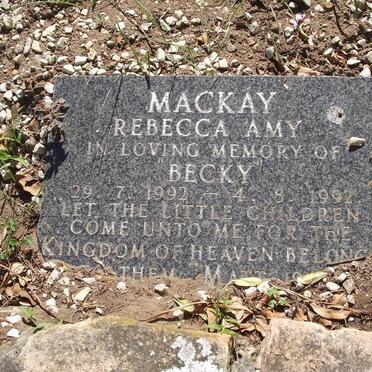 MACKAY
REBECCA AMY
IN LOVING MEMORY OF
"BECKY"
29. 7. 1992 — 4. 8. 1992
"LET THE LITTLE CHILDREN
COME UNTO ME FOR THE
KINGDOM OF HEAVEN BELONG
THEM